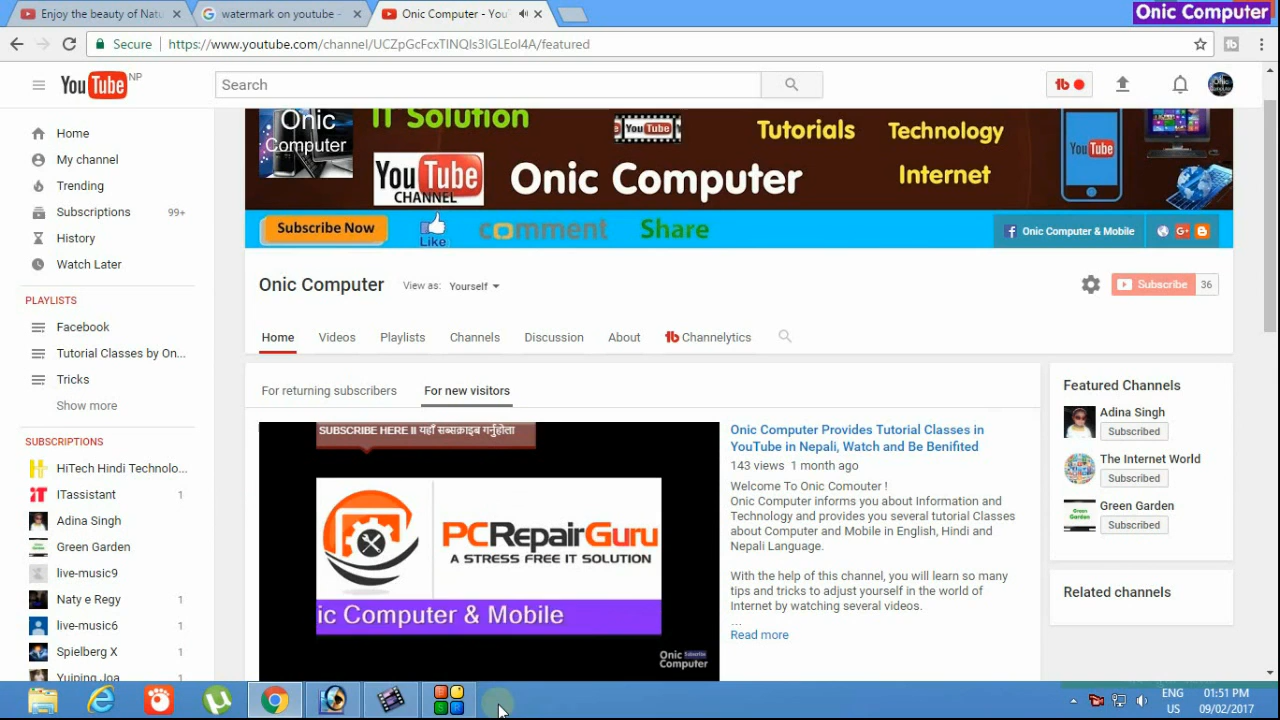 Enjoy the beauty of Natu
watermark on youtube -
Onic Computer - You
Onic Computer
Secure
https://www.youtube.com/channel/UCZpGcFcxTINQIs3IGLEoI4A/featured
YouTube NP
Search
Home
My channel
Trending
Subscriptions 99+
History
Watch Later
PLAYLISTS
Facebook
Tutorial Classes by On...
Tricks
Show more
SUBSCRIPTIONS
HiTech Hindi Technolo...
ITassistant 1
Adina Singh
Green Garden
live-music9
Naty e Regy 1
live-music6 1
Spielberg X 1
Yuiping Joa
Onic
Computer
IT Solution
YouTube
CHANNEL
YouTube
Tutorials
Technology
Onic Computer
Internet
YouTube
Subscribe Now
Like
comment
Share
Onic Computer & Mobile
Onic Computer
View as: Yourself
Subscribe 36
Home Videos Playlists Channels Discussion About Channelytics
For returning subscribers For new visitors
SUBSCRIBE HERE II यहाँ सब्सक्राइब गर्नुहोला
PCRepairGuru
A STRESS FREE IT SOLUTION
ic Computer & Mobile
Onic Subscribe
Computer
Onic Computer Provides Tutorial Classes in
YouTube in Nepali, Watch and Be Benifited
143 views 1 month ago
Welcome To Onic Comouter !
Onic Computer informs you about Information and
Technology and provides you several tutorial Classes
about Computer and Mobile in English, Hindi and
Nepali Language.
With the help of this channel, you will learn so many
tips and tricks to adjust yourself in the world of
Internet by watching several videos.
...
Read more
Featured Channels
Adina Singh
Subscribed
The Internet World
Subscribed
Green Garden
Subscribed
Related channels
ENG
US
01:51 PM
09/02/2017